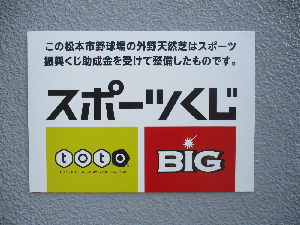 この松本市野球場の外野天然芝はスポーツ
振興くじ助成金を受けて整備したものです。
スポーツくじ
toto
BIG